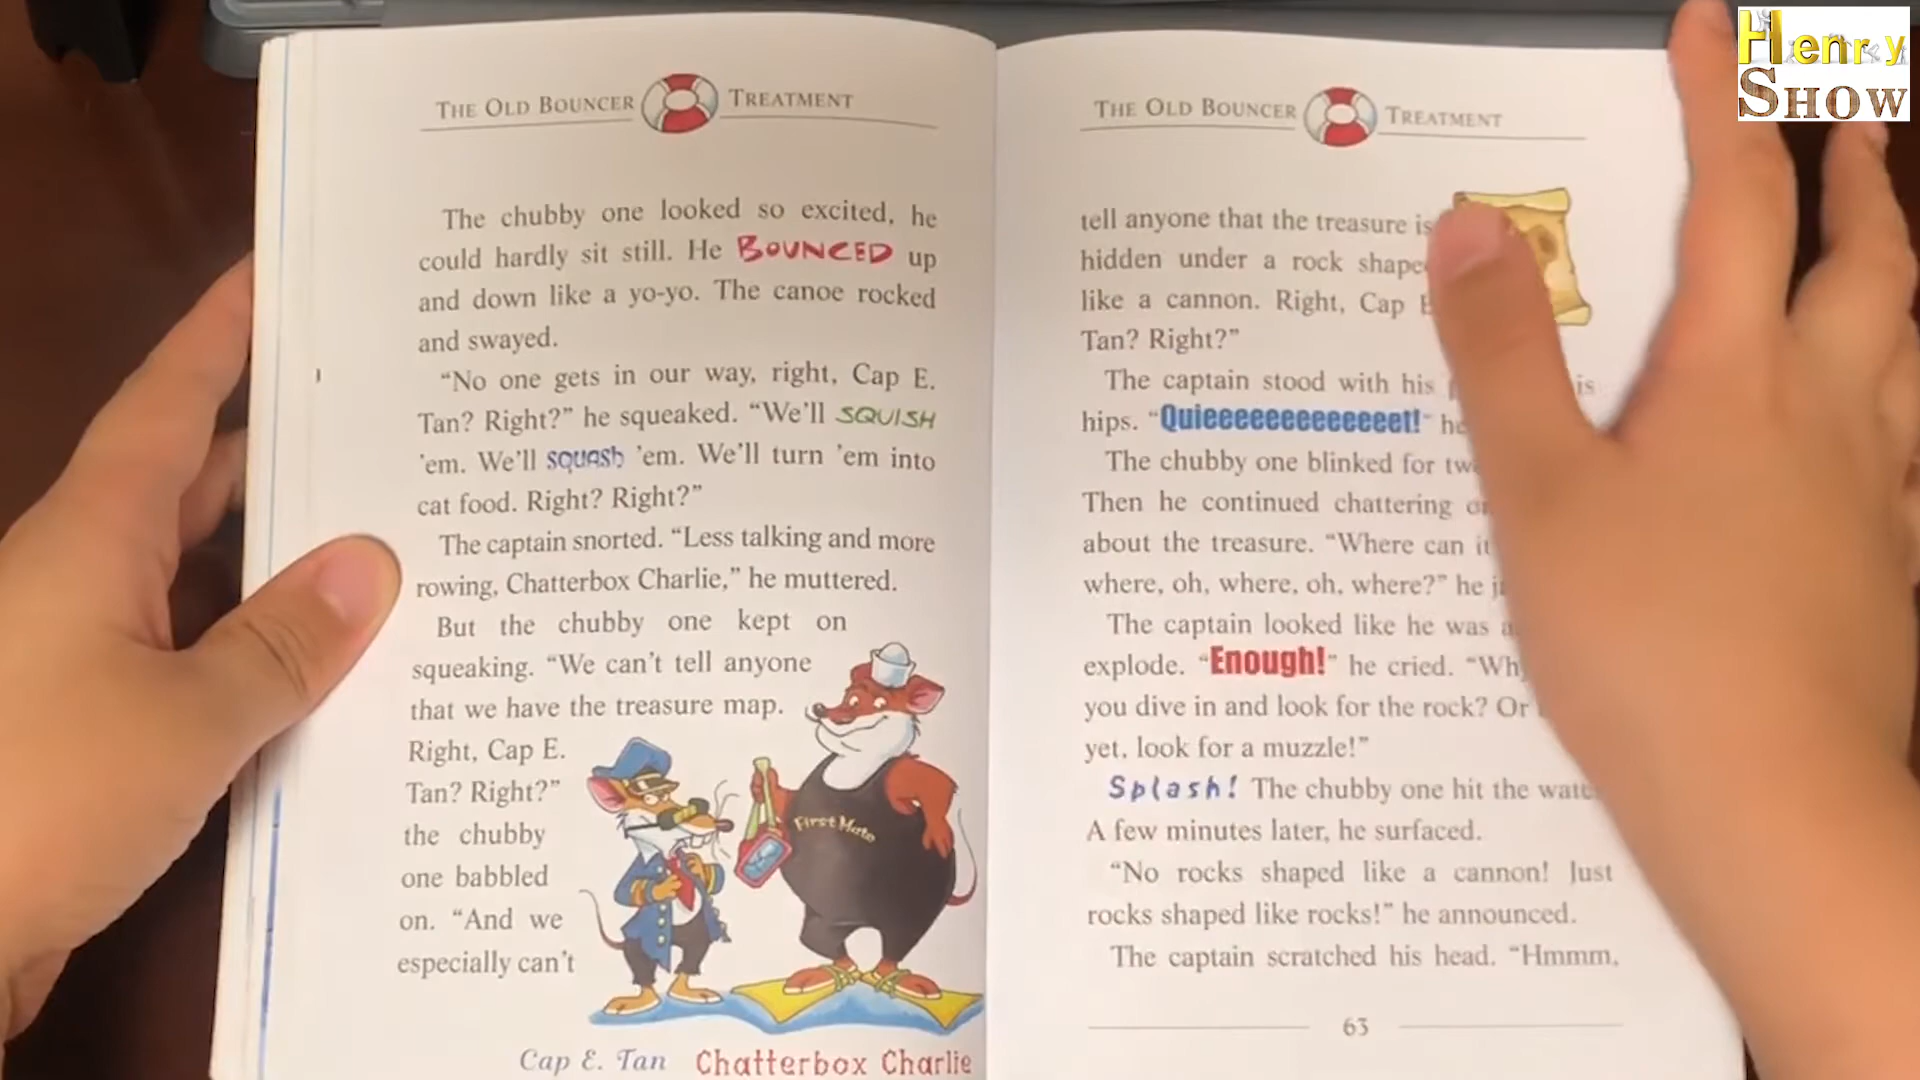 Henry
SHOW
THE OLD BOUNCER TREATMENT
The chubby one looked so excited, he
could hardly sit still. He BOUNCED up
and down like a yo-yo. The canoe rocked
and swayed.
“No one gets in our way, right, Cap E.
Tan? Right?” he squeaked. “We’ll SQUISH
’em. We’ll squash ’em. We’ll turn ’em into
cat food. Right? Right?”
The captain snorted. “Less talking and more
rowing, Chatterbox Charlie,” he muttered.
But the chubby one kept on
squeaking. “We can’t tell anyone
that we have the treasure map.
Right, Cap E.
Tan? Right?”
the chubby
one babbled
on. “And we
especially can’t
First Mate
Cap E. Tan Chatterbox Charlie
THE OLD BOUNCER TREATMENT
tell anyone that the treasure is
hidden under a rock
like a cannon. Right, Cap
Tan? Right?”
The captain stood with his
hips. “Quieeeeeeeeeeeeet!”
The chubby one blinked for
Then he continued chattering
about the treasure. “Where can
where, oh, where, oh, where?” he
The captain looked like he was
explode. “Enough!” he cried.
you dive in and look for the rock? Or
yet, look for a muzzle!”
Splash! The chubby one hit the
A few minutes later, he surfaced.
“No rocks shaped like a cannon! Just
rocks shaped like rocks!” he announced.
The captain scratched his head. “Hmmm,
63